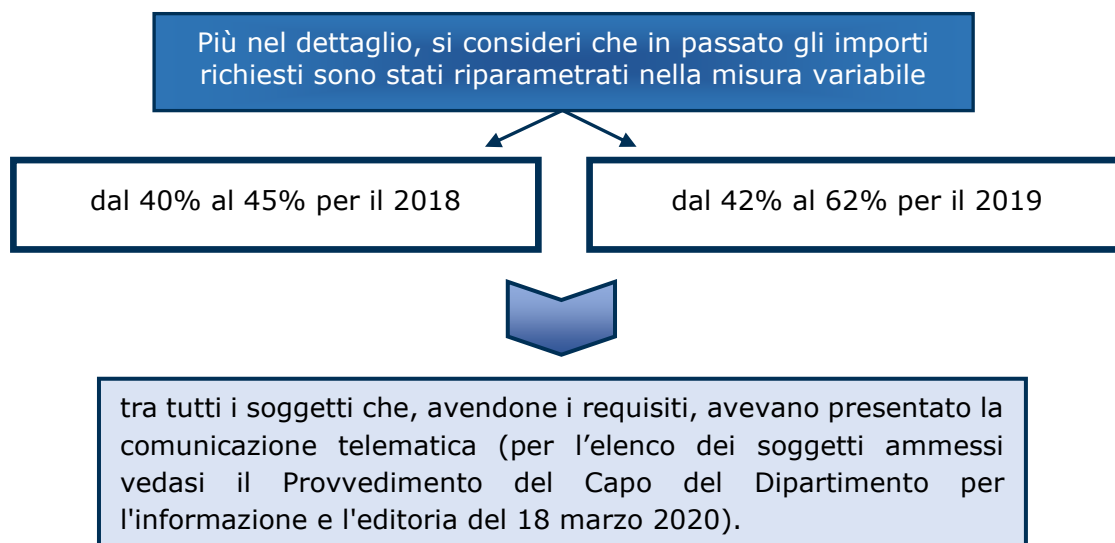 Più nel dettaglio, si consideri che in passato gli importi
richiesti sono stati riparametrati nella misura variabile
dal 40% al 45% per il 2018
dal 42% al 62% per il 2019
tra tutti i soggetti che, avendone i requisiti, avevano presentato la
comunicazione telematica (per l’elenco dei soggetti ammessi
vedasi il Provvedimento del Capo del Dipartimento per
l'informazione e l'editoria del 18 marzo 2020).